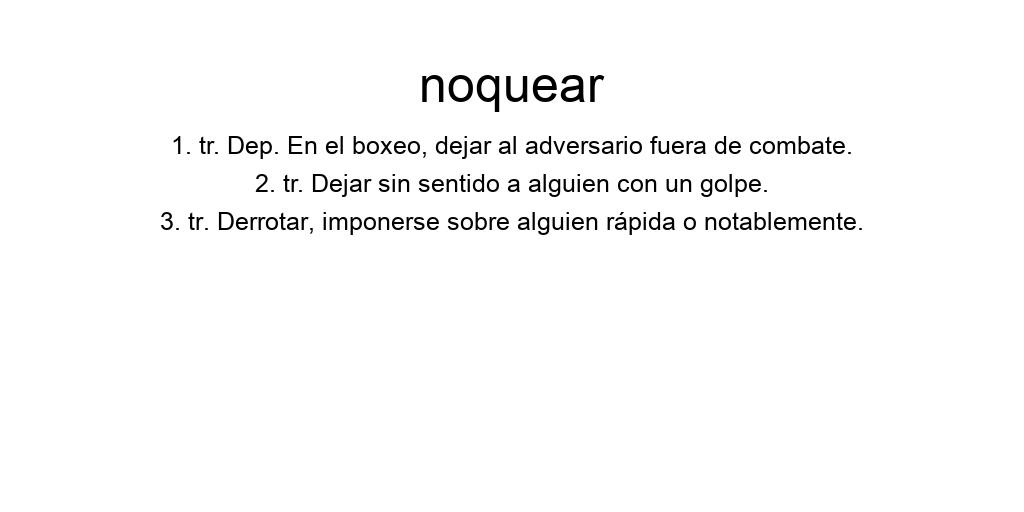 noquear
1. tr. Dep. En el boxeo, dejar al adversario fuera de combate.
2. tr. Dejar sin sentido a alguien con un golpe.
3. tr. Derrotar, imponerse sobre alguien rápida o notablemente.